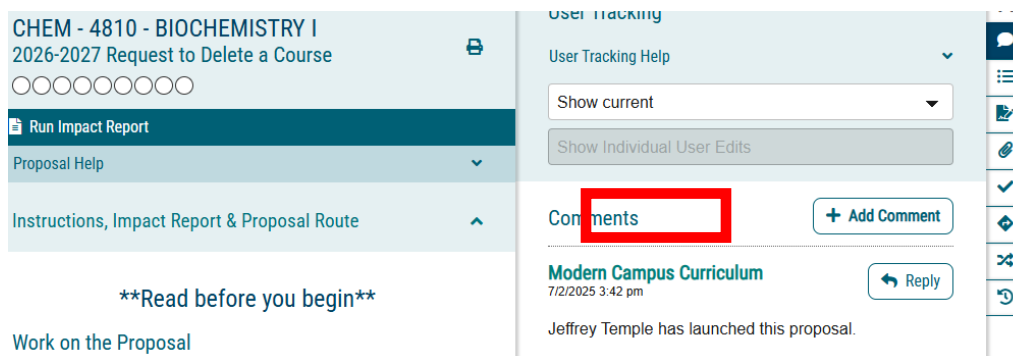 CHEM - 4810 - BIOCHEMISTRY I
2026-2027 Request to Delete a Course
Run Impact Report
Proposal Help
Instructions, Impact Report & Proposal Route
**Read before you begin**
Work on the Proposal
User Tracking
User Tracking Help
Show current
Show Individual User Edits
Comments
+ Add Comment
Modern Campus Curriculum
7/2/2025 3:42 pm
Reply
Jeffrey Temple has launched this proposal.